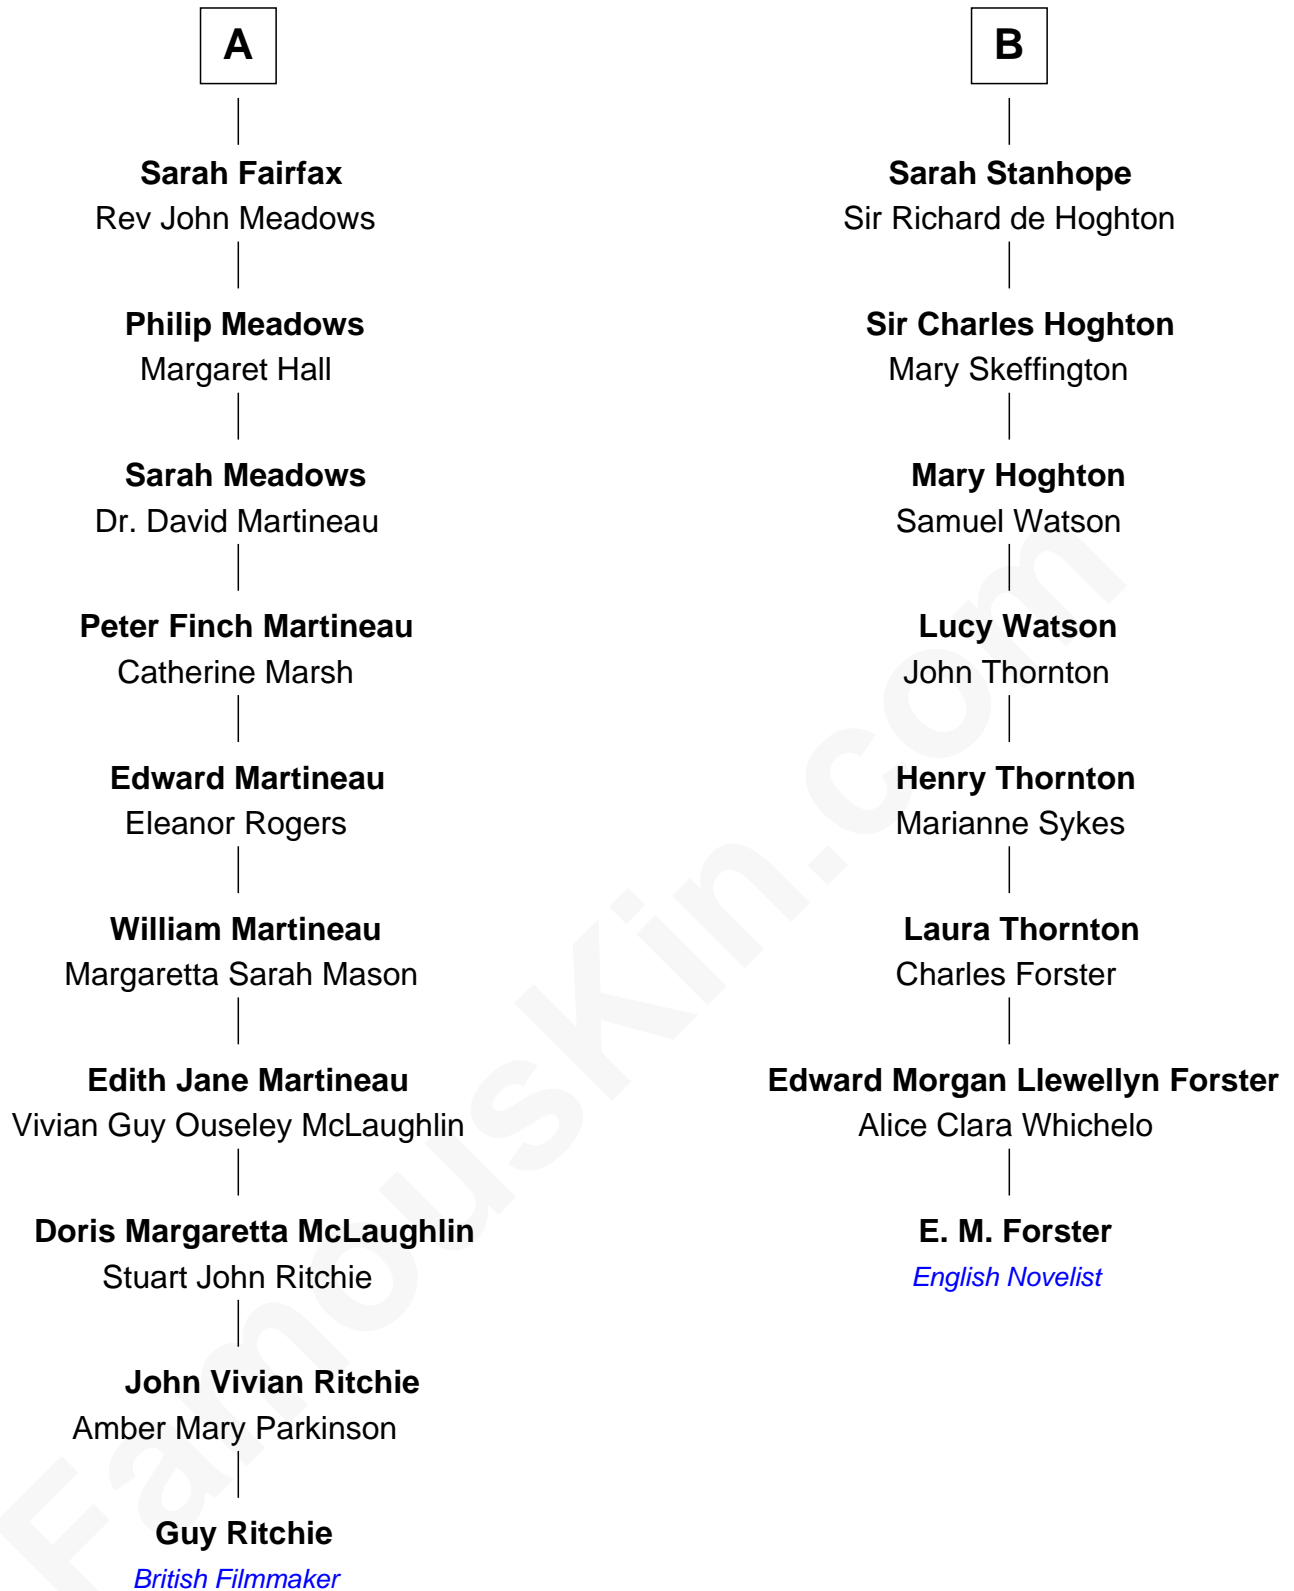 A
Sarah Fairfax
Rev John Meadows
Philip Meadows
Margaret Hall
Sarah Meadows
Dr. David Martineau
Peter Finch Martineau
Catherine Marsh
Edward Martineau
Eleanor Rogers
William Martineau
Margaretta Sarah Mason
Edith Jane Martineau
Vivian Guy Ouseley McLaughlin
Doris Margaretta McLaughlin
Stuart John Ritchie
John Vivian Ritchie
Amber Mary Parkinson
Guy Ritchie
British Filmmaker
B
Sarah Stanhope
Sir Richard de Hoghton
Sir Charles Hoghton
Mary Skeffington
Mary Hoghton
Samuel Watson
Lucy Watson
John Thornton
Henry Thornton
Marianne Sykes
Laura Thornton
Charles Forster
Edward Morgan Llewellyn Forster
Alice Clara Whichelo
E. M. Forster
English Novelist
FamousKin.com